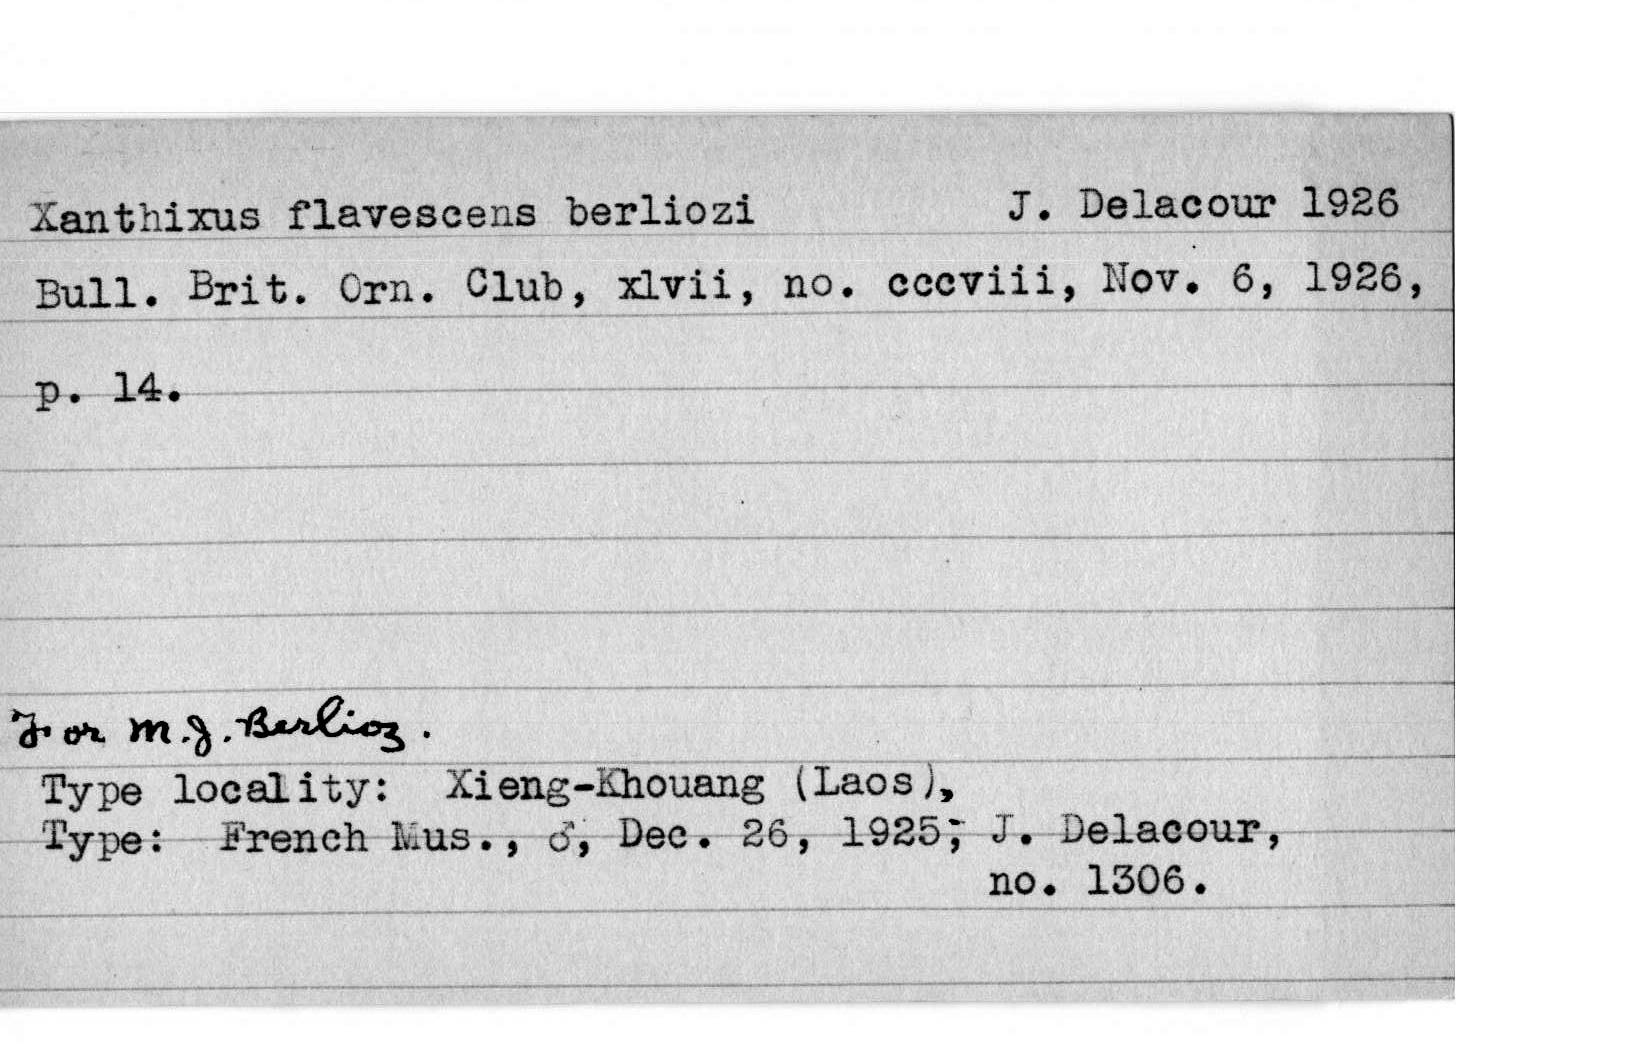 Xanthixus flavescens berliozi J. Delacour 1926
Bull. Brit. Orn. Club, xlvii, no. cccviii, Nov. 6, 1926,
p. 14.
For M. J. Berlioz.
Type locality: Xieng-Khouang (Laos),
Type: French Mus., ♂, Dec. 26, 1925; J. Delacour,
no. 1306.